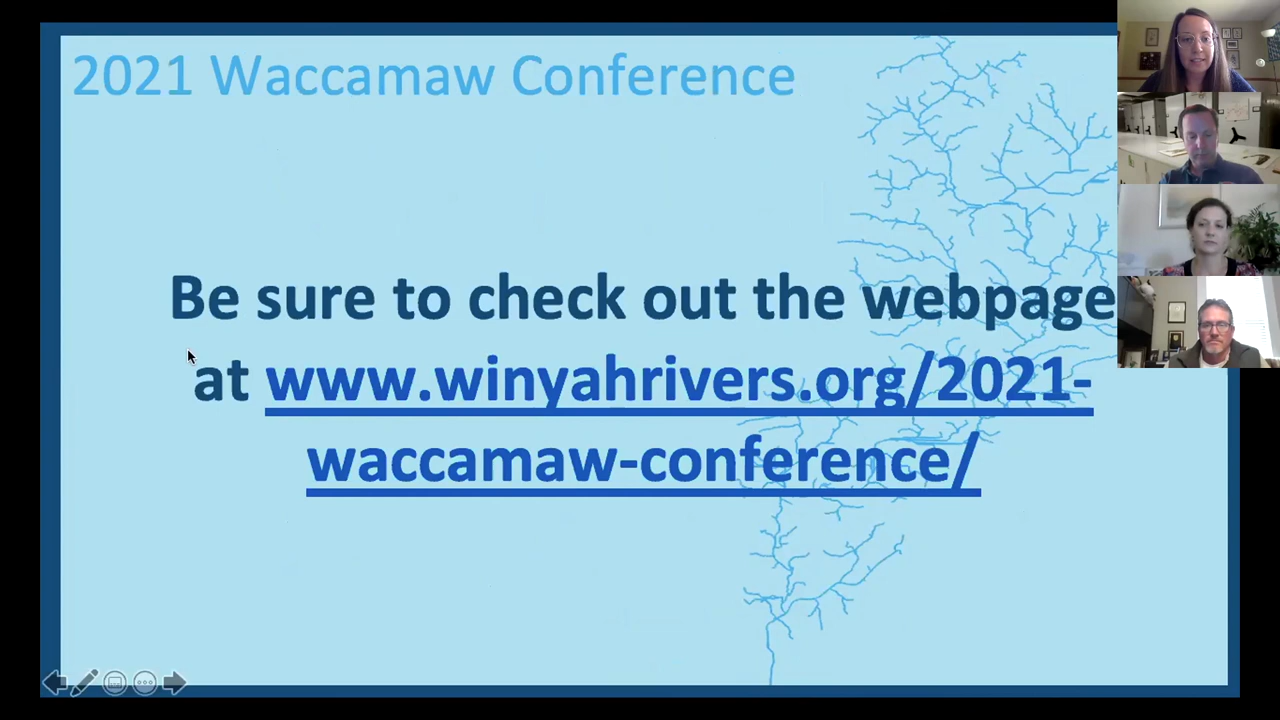 2021 Waccamaw Conference
Be sure to check out the webpage
at www.winyahrivers.org/2021-
waccamaw-conference/